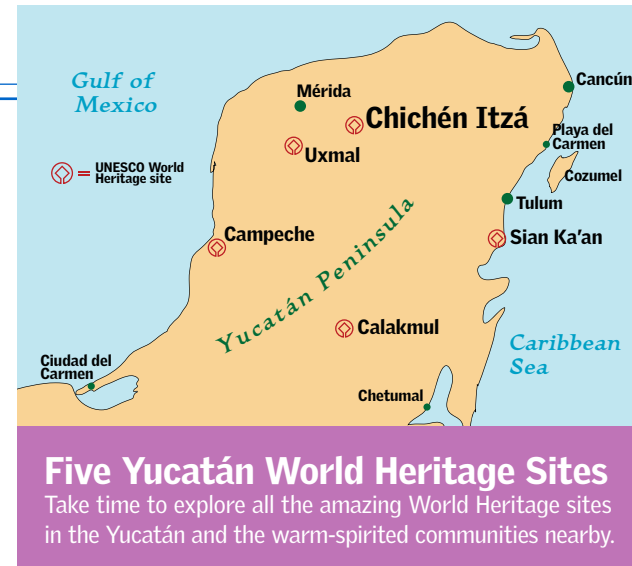 Gulf of
Mexico
Mérida
Cancún
Chichén Itzá
Playa del
Carmen
Uxmal
= UNESCO World
Heritage site
Cozumel
Tulum
Campeche
Sian Ka’an
Yucatán Peninsula
Calakmul
Caribbean
Sea
Ciudad del
Carmen
Chetumal
Five Yucatán World Heritage Sites
Take time to explore all the amazing World Heritage sites
in the Yucatán and the warm-spirited communities nearby.